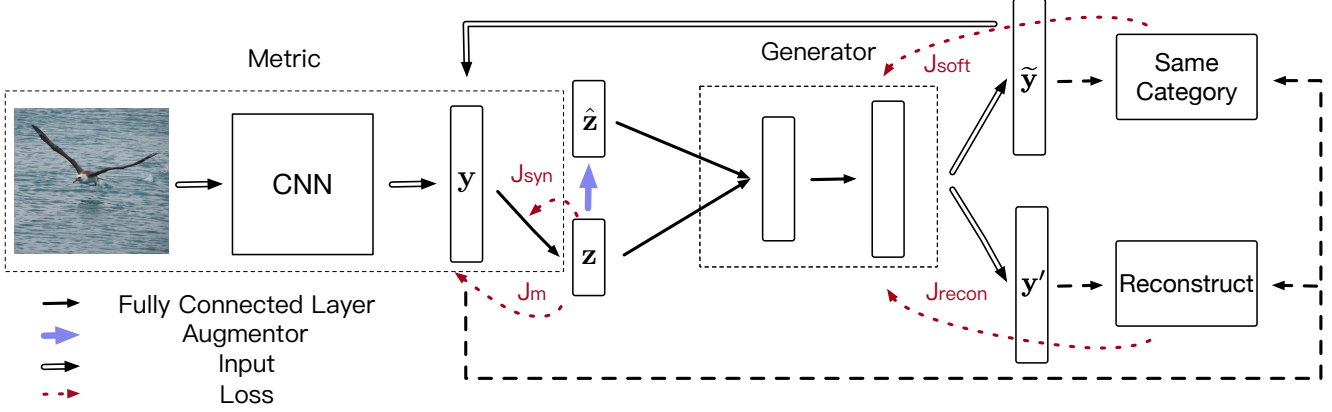 Metric
Generator
CNN
y
ẑ
z
Jsyn
Jm
Jsoft
Jrecon
ỹ
y′
Same
Category
Reconstruct
Fully Connected Layer
Augmentor
Input
Loss